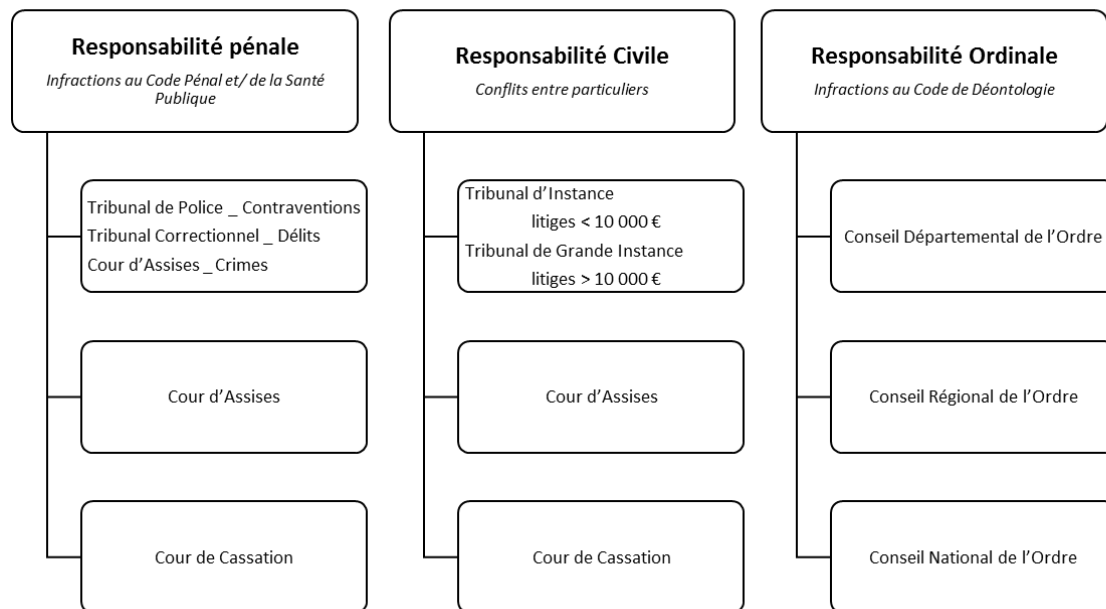 Responsabilité pénale
Infractions au Code Pénal et/ de la Santé
Publique
Tribunal de Police _ Contraventions
Tribunal Correctionnel _ Délits
Cour d’Assises _ Crimes
Cour d’Assises
Cour de Cassation
Responsabilité Civile
Conflits entre particuliers
Tribunal d’Instance
litiges < 10 000 €
Tribunal de Grande Instance
litiges > 10 000 €
Cour d’Assises
Cour de Cassation
Responsabilité Ordinale
Infractions au Code de Déontologie
Conseil Départemental de l’Ordre
Conseil Régional de l’Ordre
Conseil National de l’Ordre